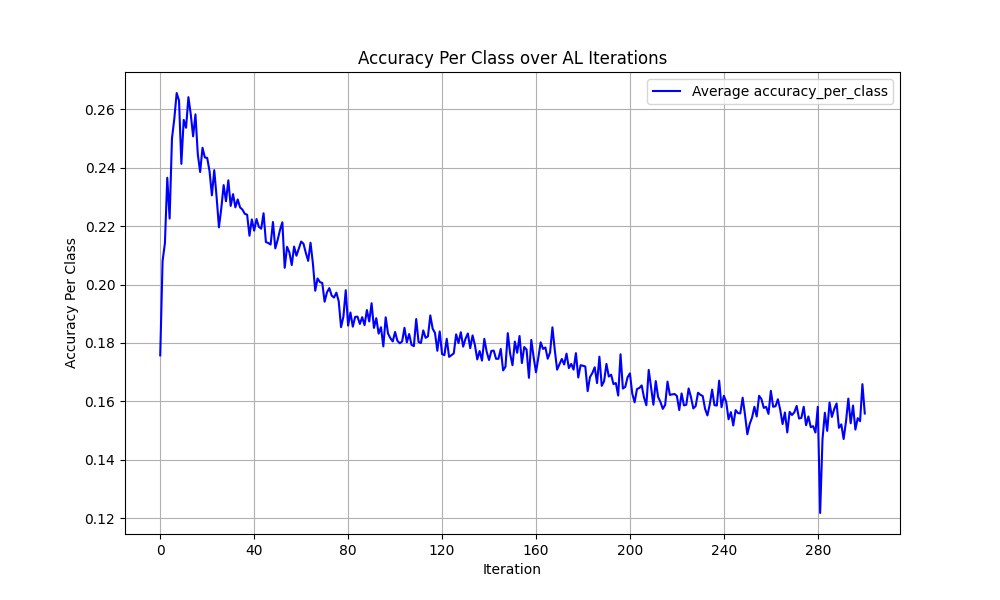 Accuracy Per Class over AL Iterations
Average accuracy_per_class
Accuracy Per Class
0.26
0.24
0.22
0.20
0.18
0.16
0.14
0.12
0 40 80 120 160 200 240 280
Iteration